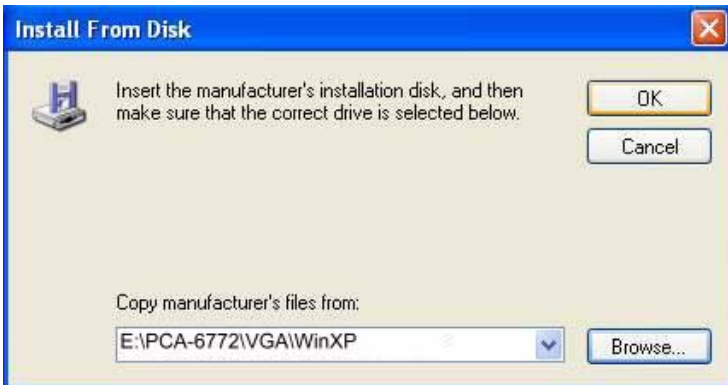 Install From Disk
Insert the manufacturer's installation disk, and then
make sure that the correct drive is selected below.
OK
Cancel
Copy manufacturer's files from:
E:\PCA-6772\VGA\WinXP
Browse...